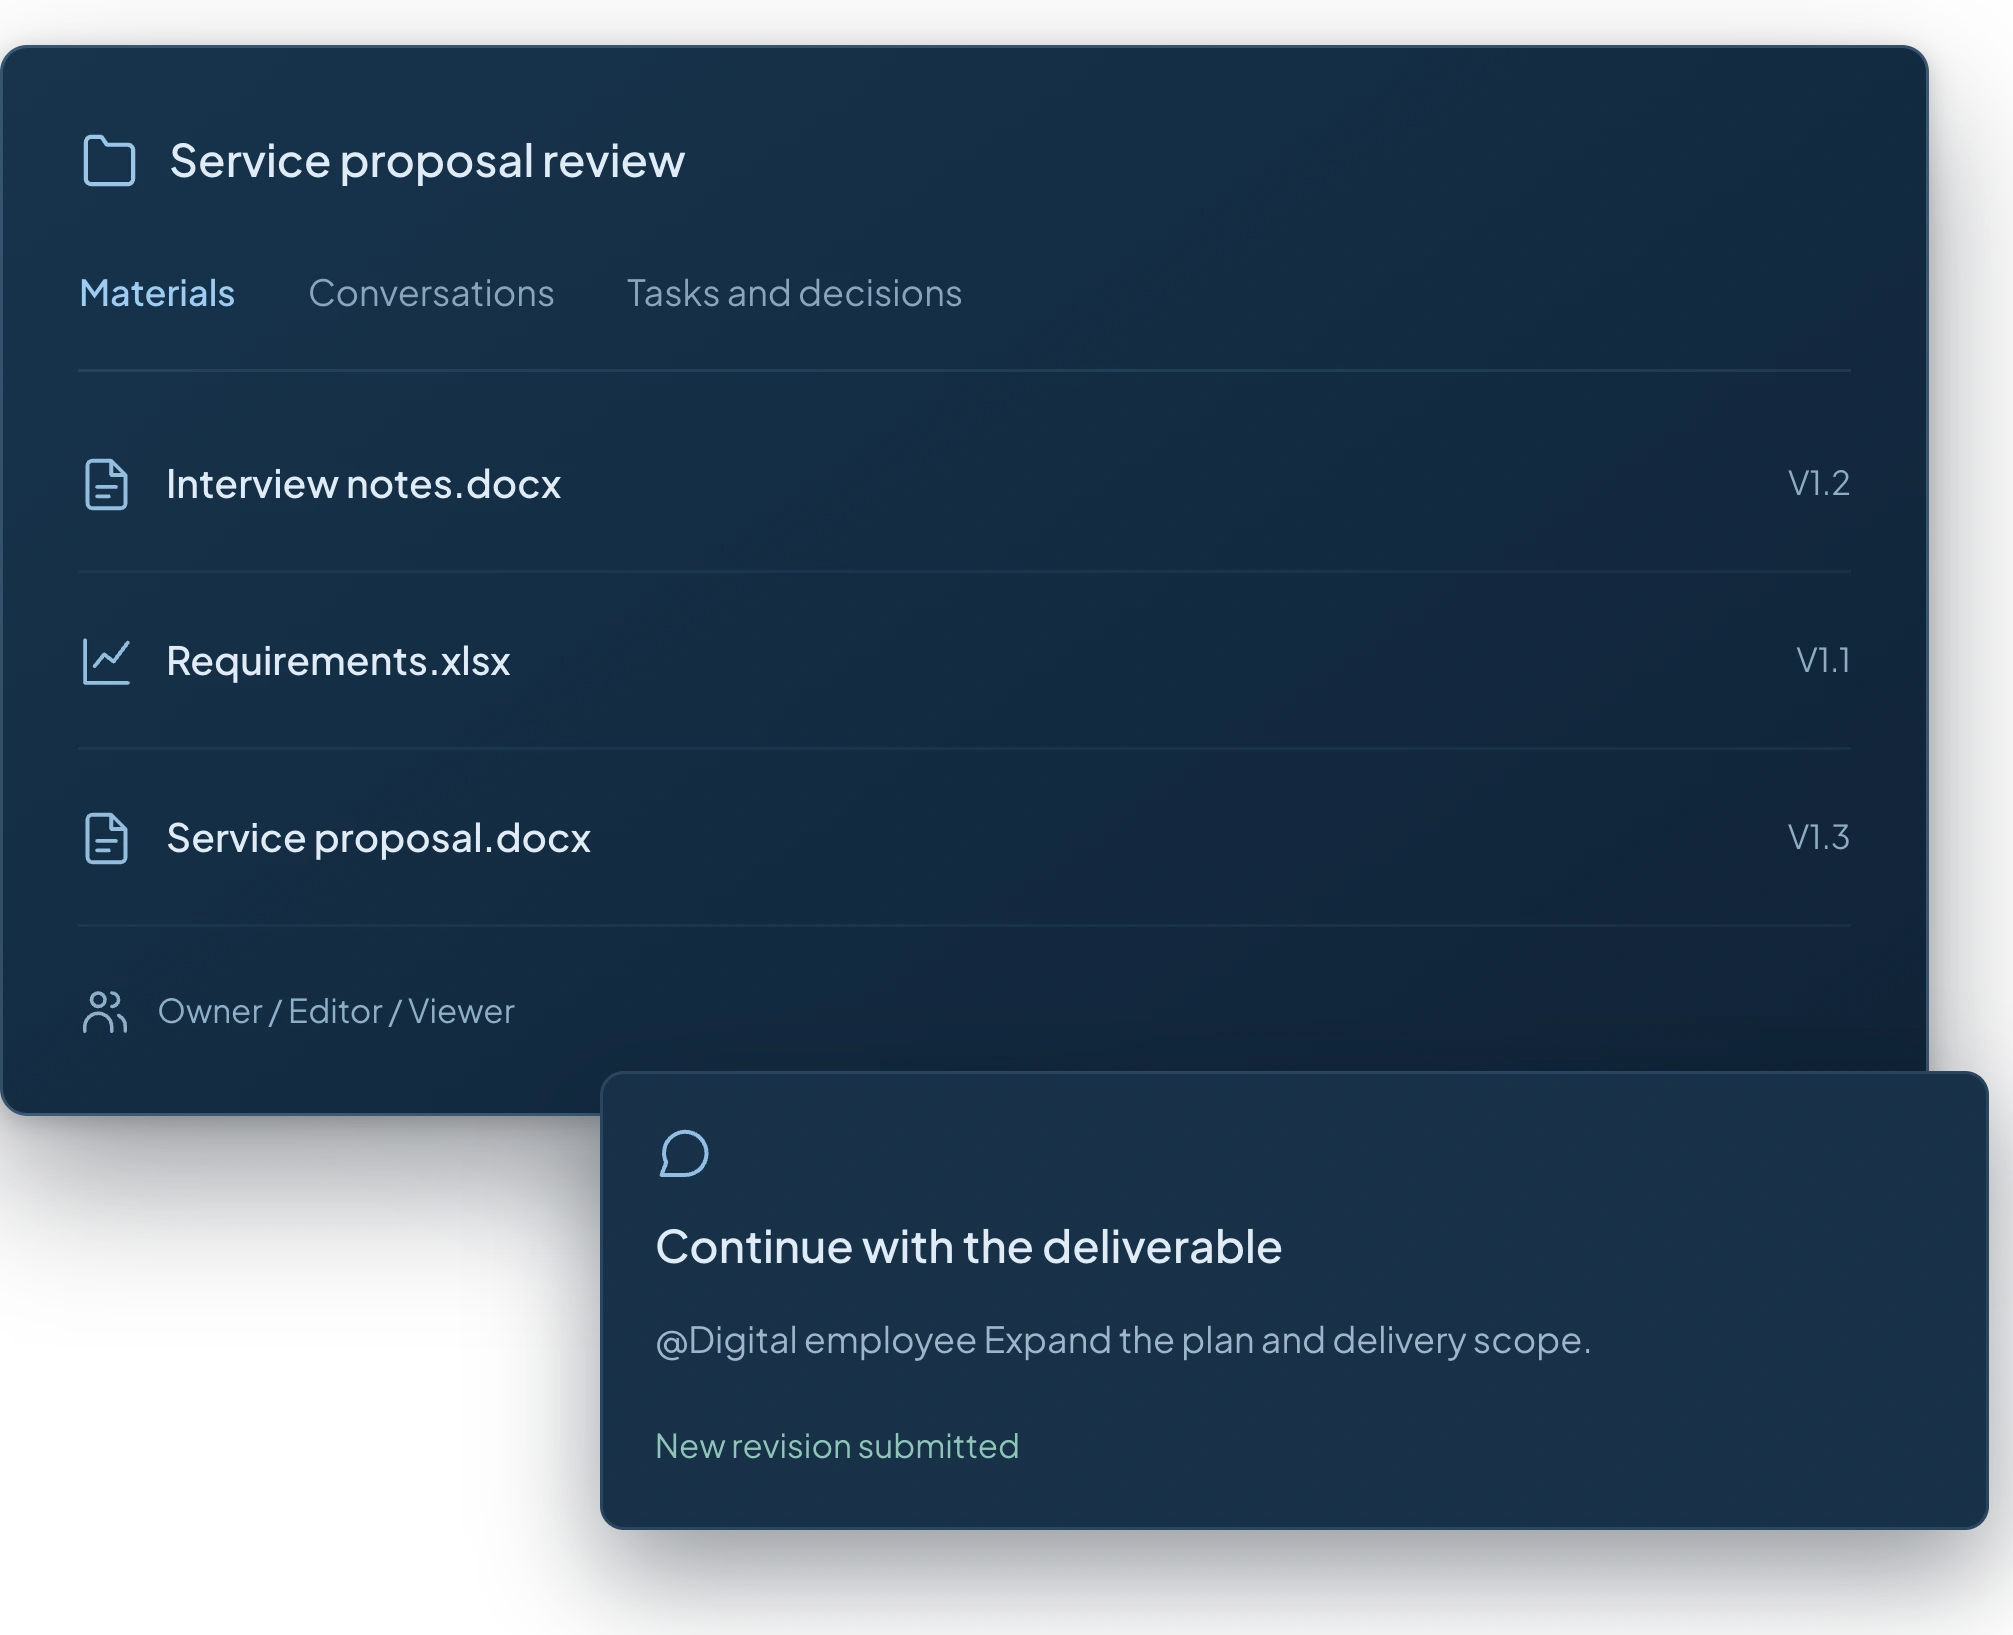 Service proposal review
Materials Conversations Tasks and decisions
Interview notes.docx V1.2
Requirements.xlsx V1.1
Service proposal.docx V1.3
Owner / Editor / Viewer
Continue with the deliverable
@Digital employee Expand the plan and delivery scope.
New revision submitted